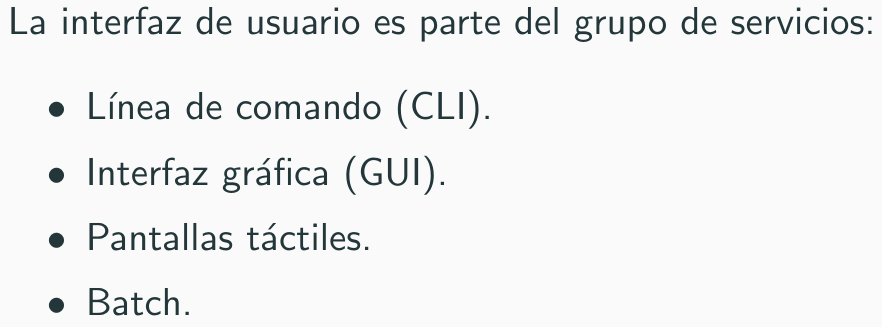 La interfaz de usuario es parte del grupo de servicios:
• Línea de comando (CLI).
• Interfaz gráfica (GUI).
• Pantallas táctiles.
• Batch.